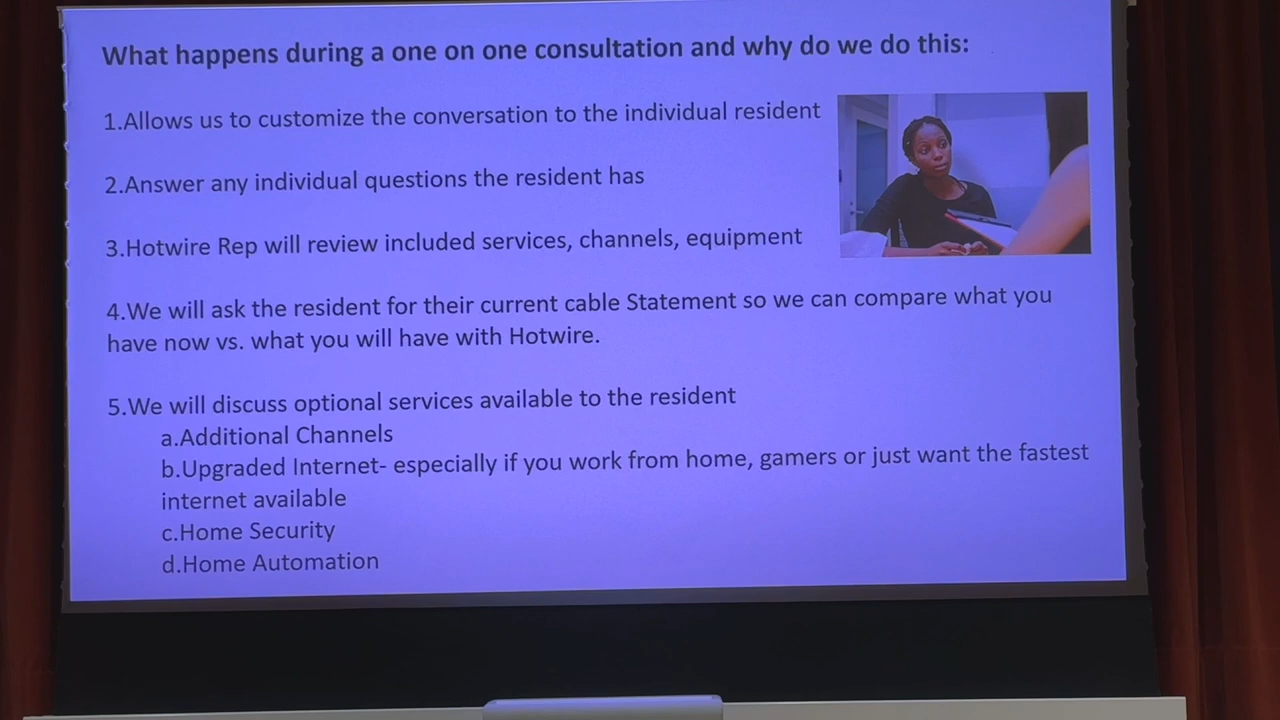 What happens during a one on one consultation and why do we do this:
1.Allows us to customize the conversation to the individual resident
2.Answer any individual questions the resident has
3.Hotwire Rep will review included services, channels, equipment
4.We will ask the resident for their current cable Statement so we can compare what you
have now vs. what you will have with Hotwire.
5.We will discuss optional services available to the resident
a.Additional Channels
b.Upgraded Internet- especially if you work from home, gamers or just want the fastest
internet available
c.Home Security
d.Home Automation